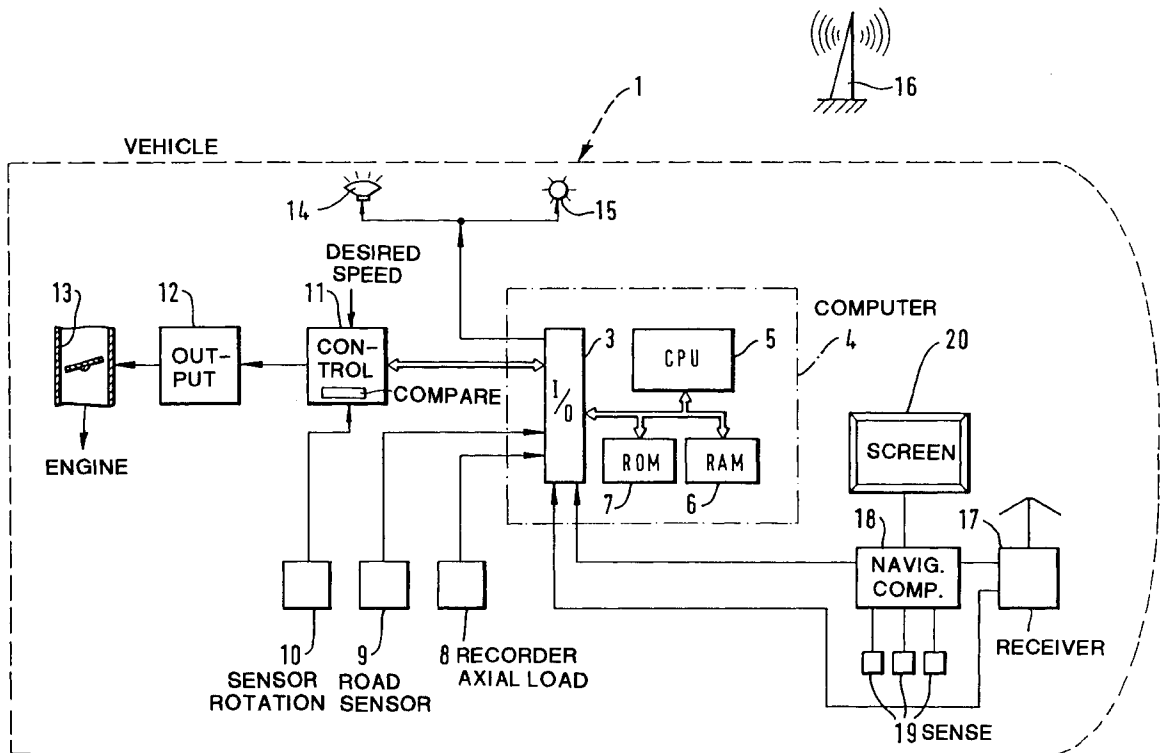 16
1
VEHICLE
14
15
DESIRED
SPEED
13
12
11
3
5
COMPUTER
4
20
OUT-
PUT
CON-
TROL
COMPARE
I/O
CPU
ROM
RAM
7
6
SCREEN
ENGINE
18
17
NAVIG.
COMP.
RECEIVER
10
SENSOR
ROTATION
9 ROAD
SENSOR
8 RECORDER
AXIAL LOAD
19 SENSE